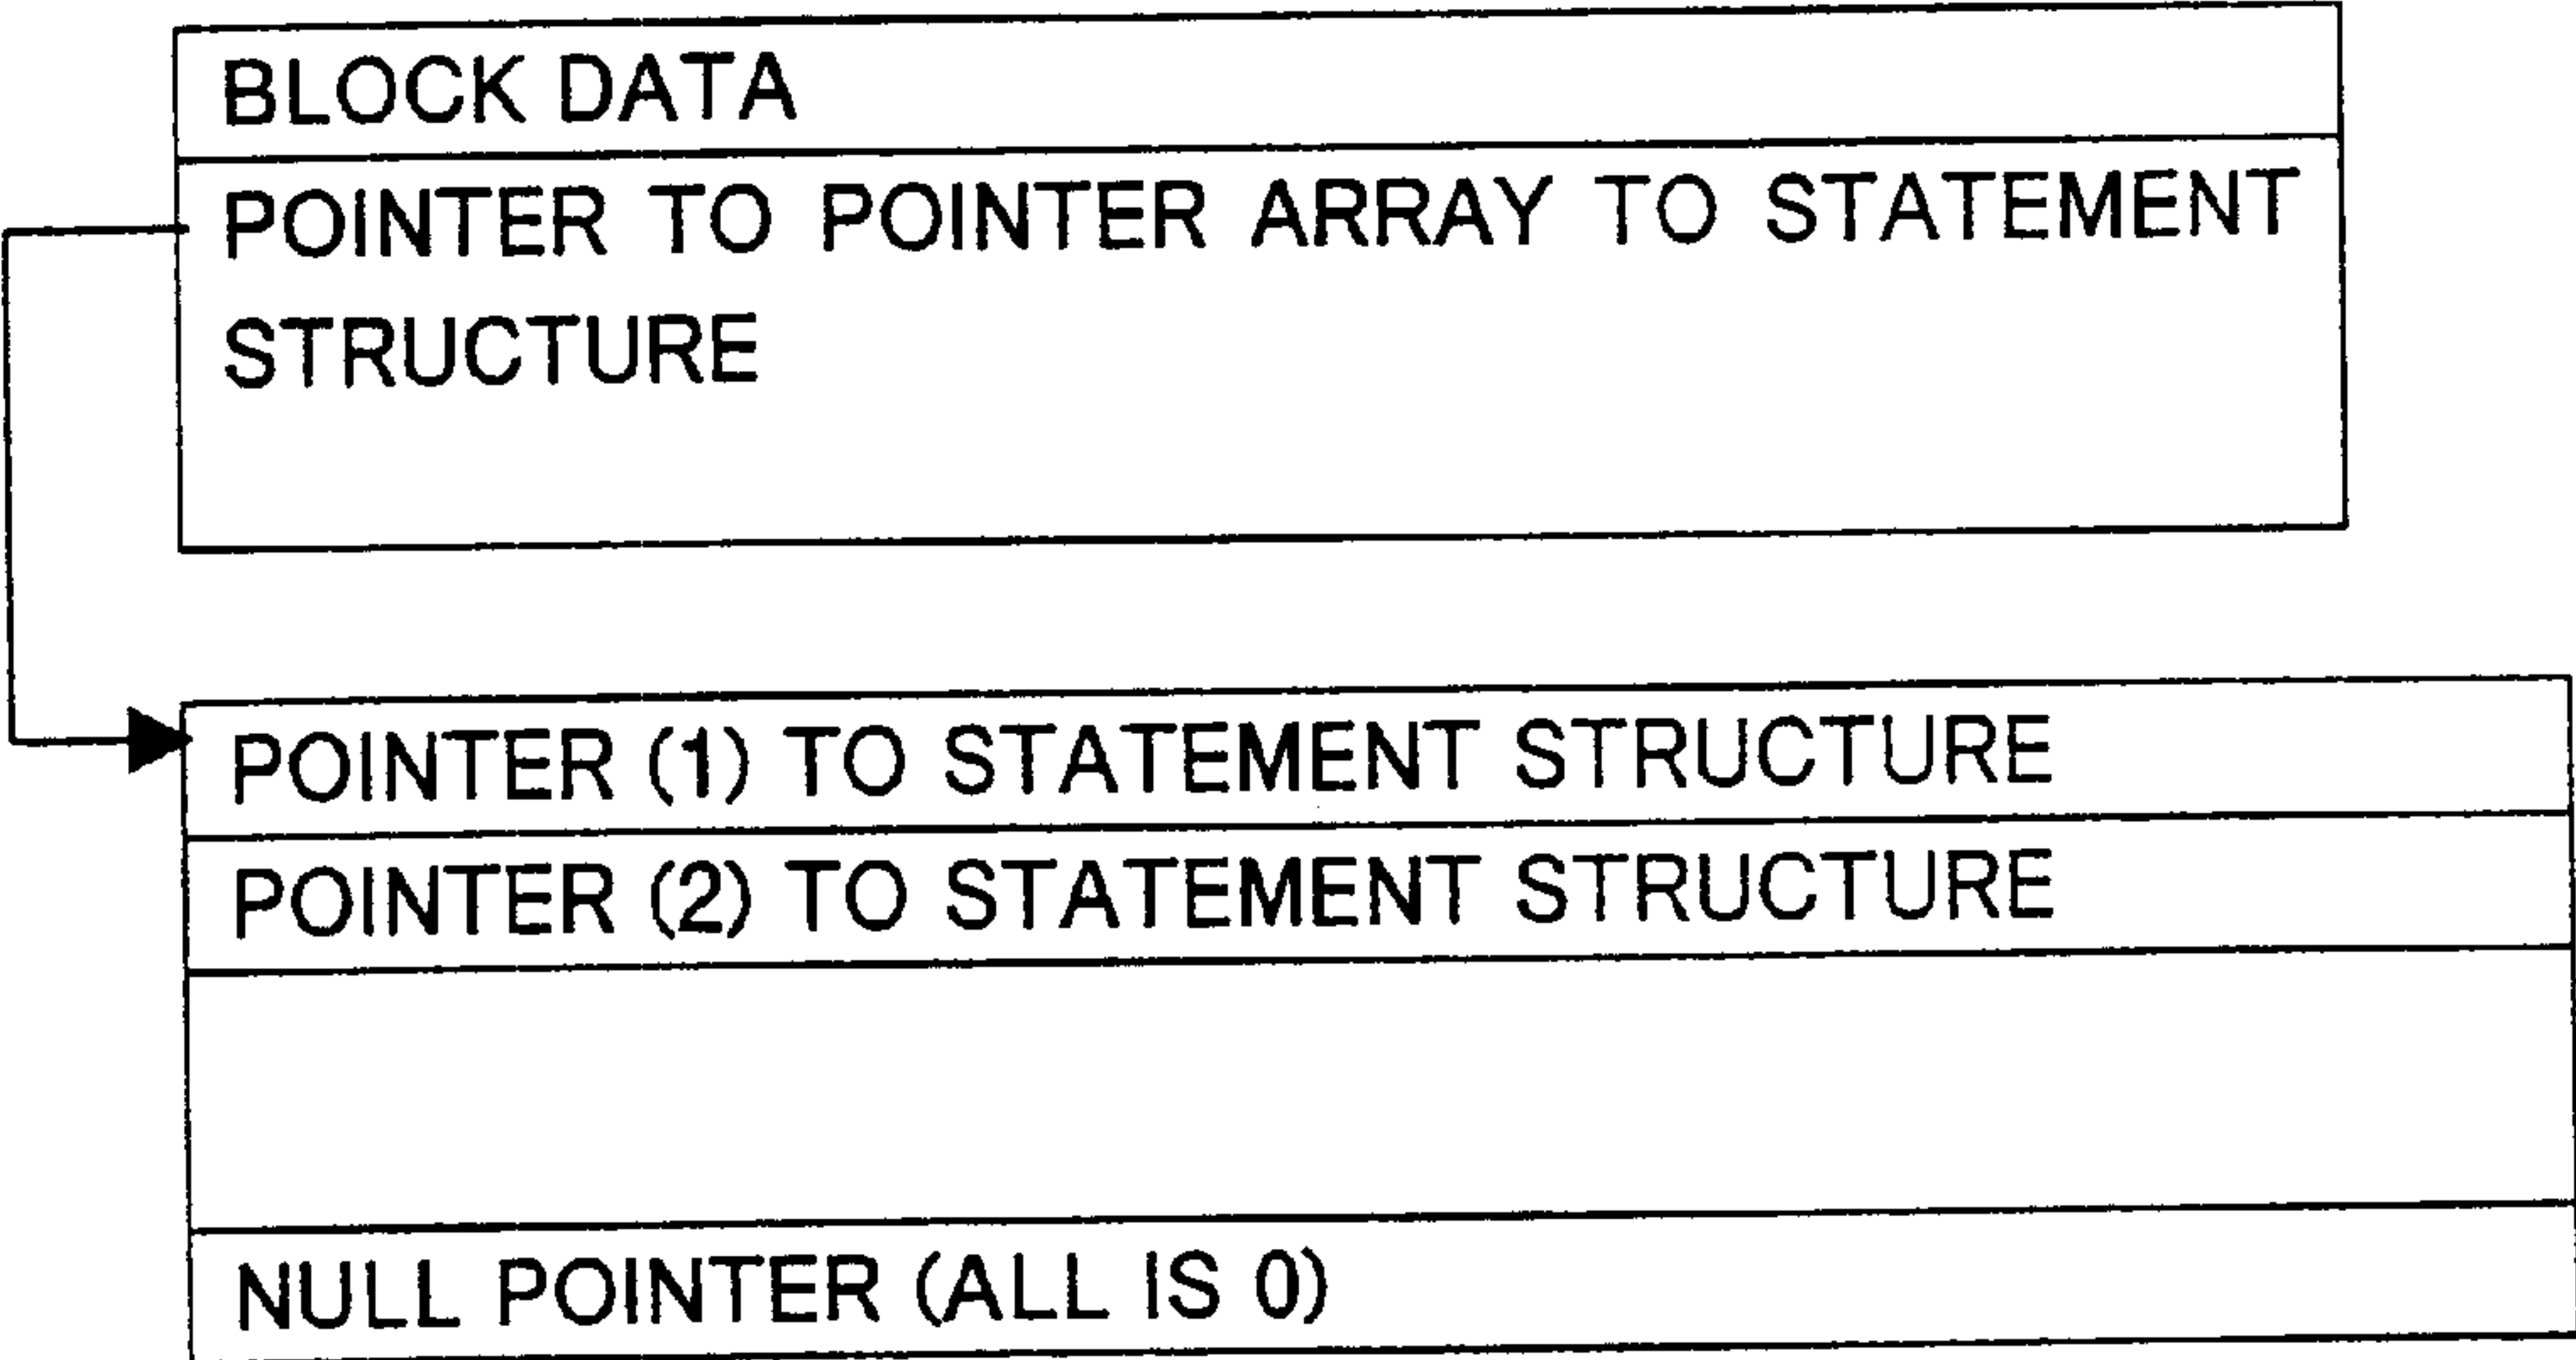 BLOCK DATA
POINTER TO POINTER ARRAY TO STATEMENT
STRUCTURE
POINTER (1) TO STATEMENT STRUCTURE
POINTER (2) TO STATEMENT STRUCTURE
NULL POINTER (ALL IS 0)